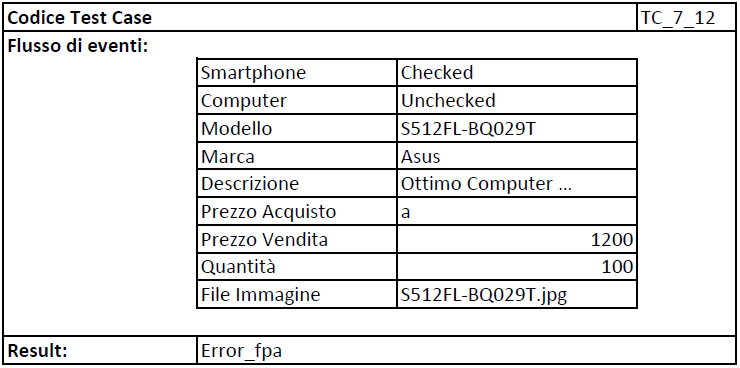 Codice Test Case TC_7_12
Flusso di eventi:
Smartphone Checked
Computer Unchecked
Modello S512FL-BQ029T
Marca Asus
Descrizione Ottimo Computer ...
Prezzo Acquisto a
Prezzo Vendita 1200
Quantità 100
File Immagine S512FL-BQ029T.jpg
Result: Error_fpa